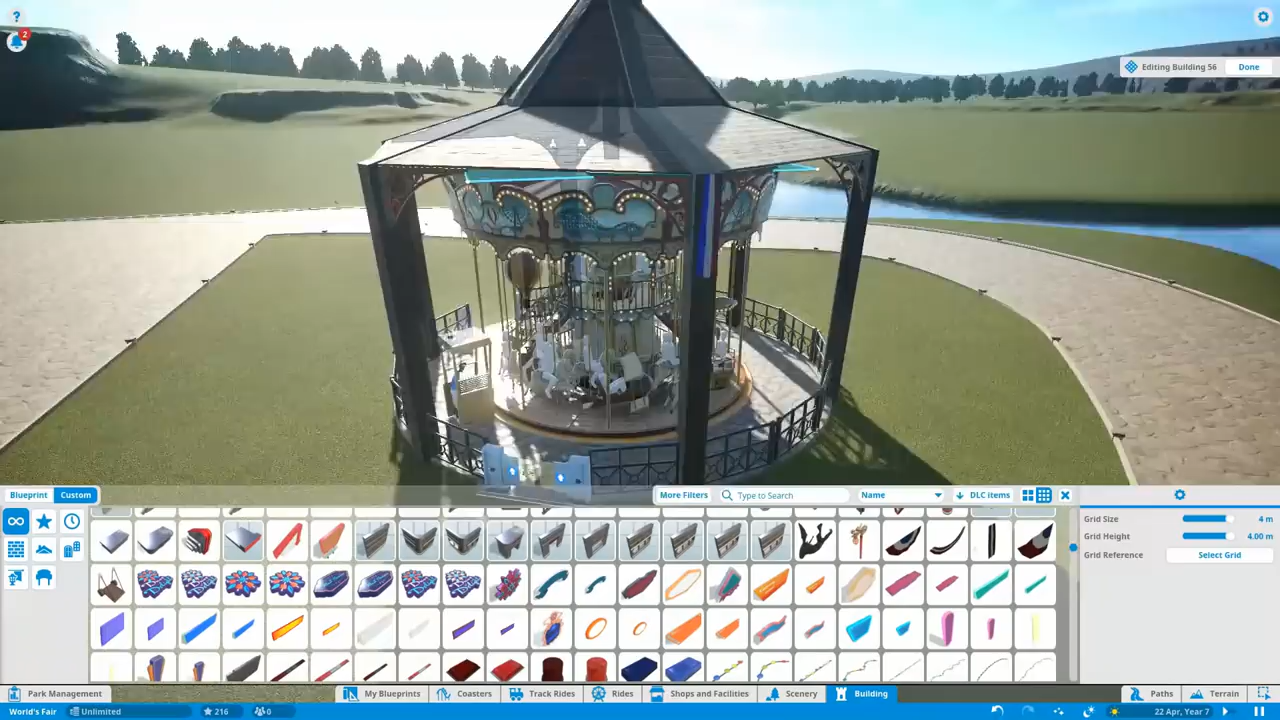 ?
2
Editing Building 56 Done
Blueprint Custom More Filters Type to Search Name DLC items
Grid Size 4 m
Grid Height 4.00 m
Grid Reference Select Grid
Park Management My Blueprints Coasters Track Rides Rides Shops and Facilities Scenery Building Paths Terrain
World's Fair Unlimited 216 0 22 Apr, Year 7